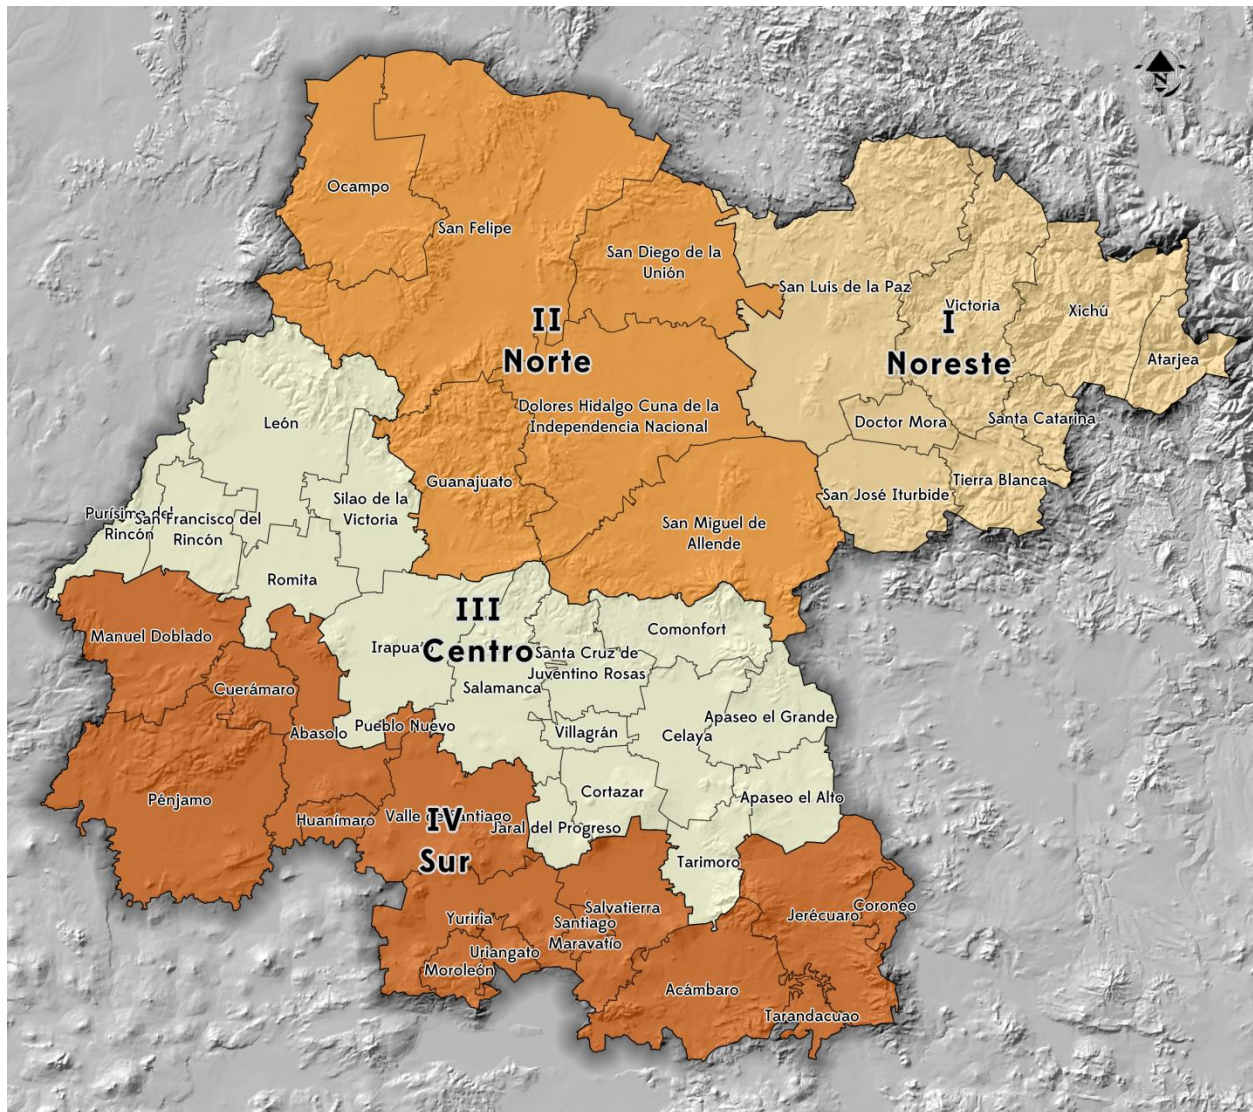 N
Ocampo
San Felipe
San Diego de la
Unión
San Luis de la Paz
Victoria
Xichú
I
Noreste
Atarjea
II
Norte
Dolores Hidalgo Cuna de la
Independencia Nacional
Doctor Mora
Santa Catarina
León
Guanajuato
Tierra Blanca
San José Iturbide
Silao de la
Victoria
Purísima del
Rincón
San Francisco del
Rincón
San Miguel de
Allende
Romita
III
Centro
Manuel Doblado
Irapuato
Comonfort
Santa Cruz de
Juventino Rosas
Cuerámaro
Salamanca
Abasolo
Pueblo Nuevo
Villagrán
Celaya
Apaseo el Grande
Pénjamo
Cortazar
Apaseo el Alto
Huanímaro
Valle de Santiago
IV
Sur
Jaral del Progreso
Tarimoro
Yuriria
Salvatierra
Santiago
Maravatío
Jerécuaro
Coroneo
Uriangato
Moroleón
Acámbaro
Tarandacuao